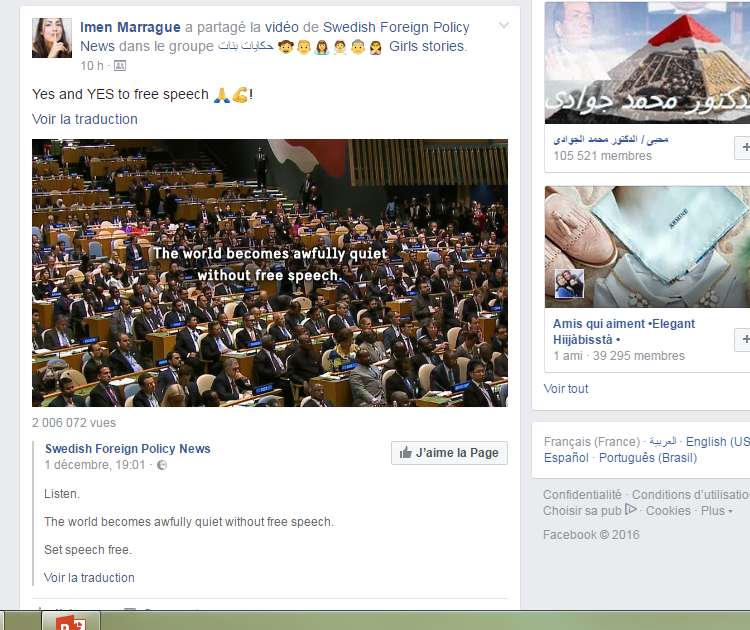 Imen Marrague a partagé la vidéo de Swedish Foreign Policy
News dans le groupe حكايات بنات 🤠👨👩👰👵🙎 Girls stories.
10 h ·
Yes and YES to free speech 🙏💪!
Voir la traduction
The world becomes awfully quiet
without free speech.
2 006 072 vues
Swedish Foreign Policy News
1 décembre, 19:01 ·
J'aime la Page
Listen.
The world becomes awfully quiet without free speech.
Set speech free.
Voir la traduction
دكتور محمد جوادى
محبى / الدكتور محمد الجوادى
105 521 membres
ARMINE
Amis qui aiment •Elegant
Hiijàbisstà •
1 ami · 39 295 membres
Voir tout
Français (France) · العربية · English (US
Español · Português (Brasil)
Confidentialité · Conditions d'utilisatio
Choisir sa pub · Cookies · Plus
Facebook © 2016